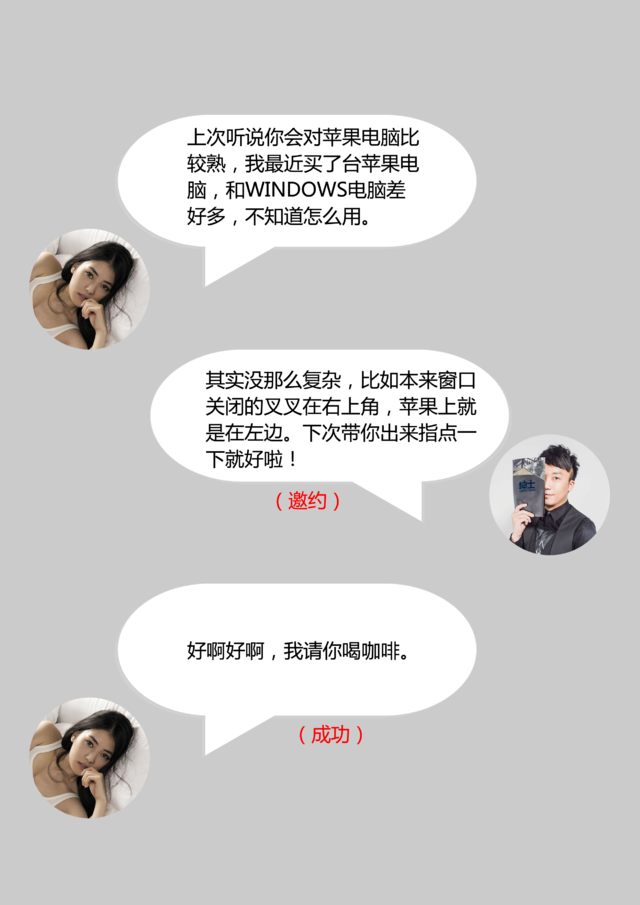 上次听说你会对苹果电脑比
较熟，我最近买了台苹果电
脑，和WINDOWS电脑差
好多，不知道怎么用。
其实没那么复杂，比如本来窗口
关闭的叉叉在右上角，苹果上就
是在左边。下次带你出来指点一
下就好啦！
（邀约）
绅士
好啊好啊，我请你喝咖啡。
（成功）